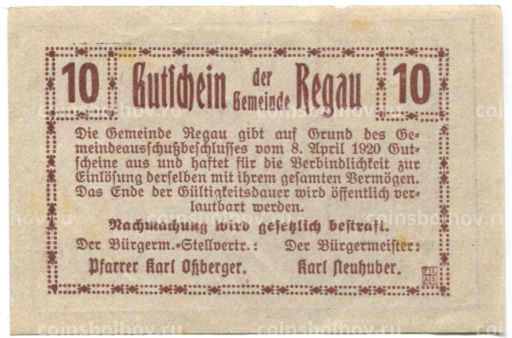 10 Gutschein der Gemeinde Regau 10
Die Gemeinde Regau gibt auf Grund des Ge-
meindeausschußbeschlusses vom 8. April 1920 Gut-
scheine aus und haftet für die Verbindlichkeit zur
Einlösung derselben mit ihrem gesamten Vermögen.
Das Ende der Gültigkeitsdauer wird öffentlich ver-
lautbart werden.
Nachmachung wird gesetzlich bestraft.
Der Bürgerm.-Stellvertr.: Der Bürgermeister:
Pfarrer Karl Oßberger. Karl Neuhuber.
coinsbolhov.ru